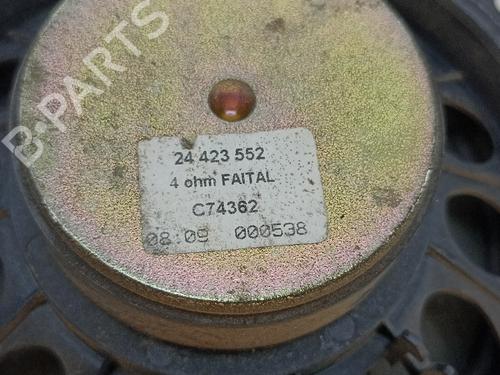 B-PARTS
24 423 552
4 ohm FAITAL
C74362
08:09 000538